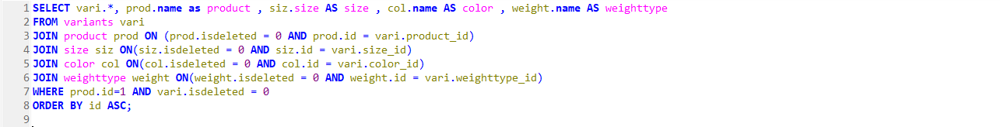 1 SELECT vari.*, prod.name as product , siz.size AS size , col.name AS color , weight.name AS weighttype
2 FROM variants vari
3 JOIN product prod ON (prod.isdeleted = 0 AND prod.id = vari.product_id)
4 JOIN size siz ON(siz.isdeleted = 0 AND siz.id = vari.size_id)
5 JOIN color col ON(col.isdeleted = 0 AND col.id = vari.color_id)
6 JOIN weighttype weight ON(weight.isdeleted = 0 AND weight.id = vari.weighttype_id)
7 WHERE prod.id=1 AND vari.isdeleted = 0
8 ORDER BY id ASC;
9